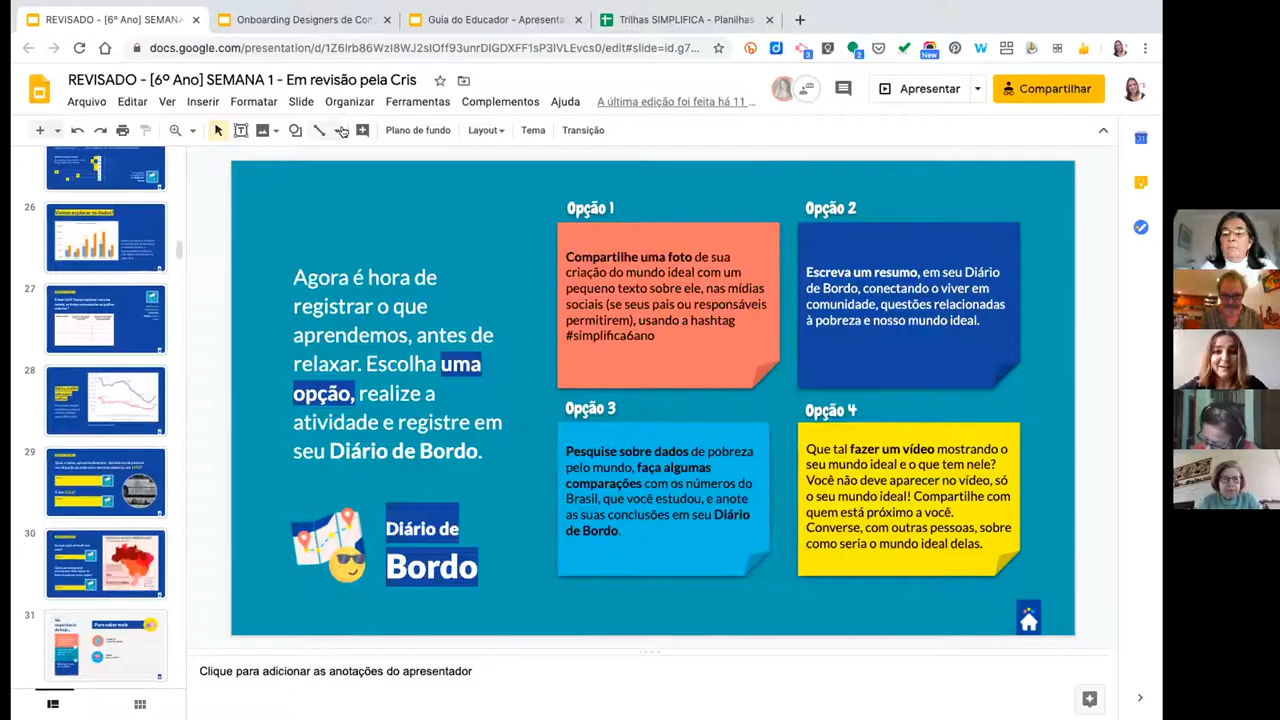 REVISADO - [6º Ano] SEMANA
Onboarding Designers de Con
Guia do Educador - Apresenta
Trilhas SIMPLIFICA - Planilhas
REVISADO - [6º Ano] SEMANA 1 - Em revisão pela Cris
Apresentar
Compartilhar
Arquivo Editar Ver Inserir Formatar Slide Organizar Ferramentas Complementos Ajuda
A última edição foi feita há 11 ...
Plano de fundo Layout Tema Transição
26
27
28
29
30
31
Vamos explorar os dados?
Para saber mais
Agora é hora de
registrar o que
aprendemos, antes de
relaxar. Escolha uma
opção, realize a
atividade e registre em
seu Diário de Bordo.
Diário de
Bordo
Opção 1
Compartilhe uma foto de sua
criação do mundo ideal com um
pequeno texto sobre ele, nas mídias
sociais (se seus pais ou responsáveis
permitirem), usando a hashtag
#simplifica6ano
Opção 2
Escreva um resumo, em seu Diário
de Bordo, conectando o viver em
comunidade, questões relacionadas
à pobreza e nosso mundo ideal.
Opção 3
Pesquise sobre dados de pobreza
pelo mundo, faça algumas
comparações com os números do
Brasil, que você estudou, e anote
as suas conclusões em seu Diário
de Bordo.
Opção 4
Que tal fazer um vídeo mostrando o
seu mundo ideal e o que tem nele?
Você não deve aparecer no vídeo, só
o seu mundo ideal! Compartilhe com
quem está próximo a você.
Converse, com outras pessoas, sobre
como seria o mundo ideal delas.
Clique para adicionar as anotações do apresentador